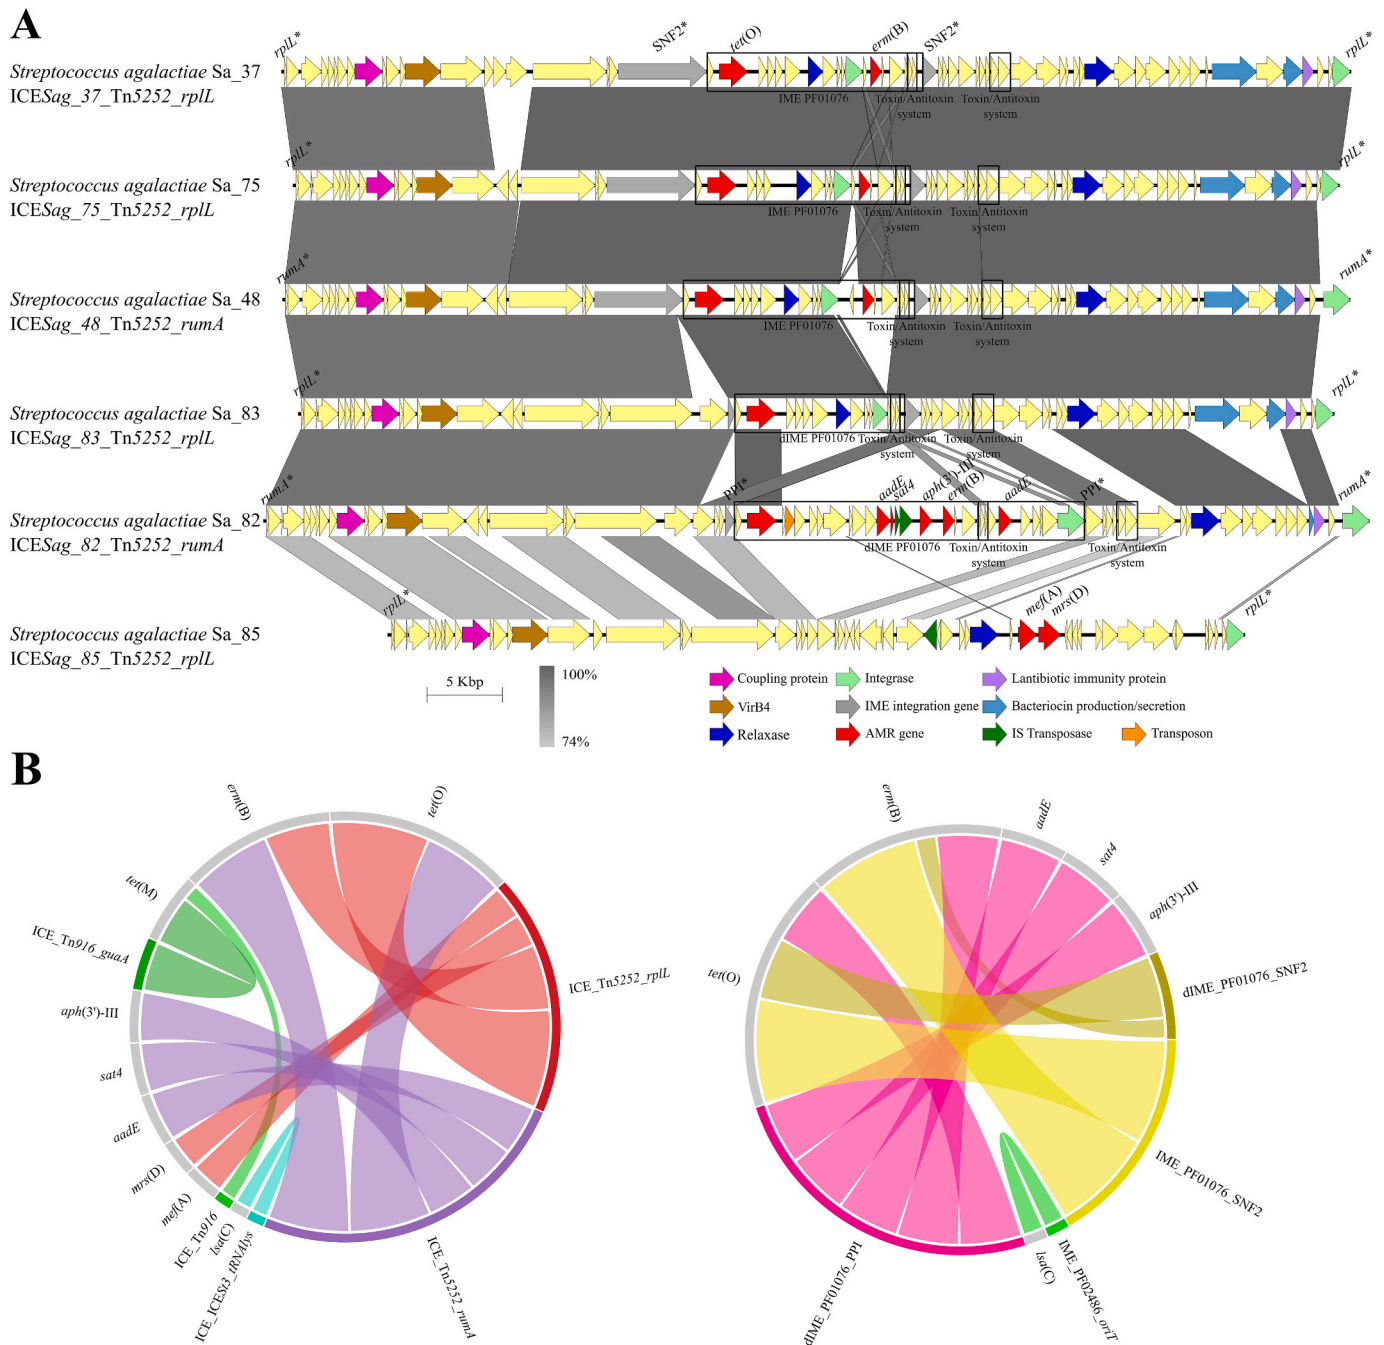 A
rplL*
SNF2*
tet(O)
erm(B)
SNF2*
rplL*
Streptococcus agalactiae Sa_37
ICESag_37_Tn5252_rplL
IME PF01076
Toxin/Antitoxin
system
Toxin/Antitoxin
system
rplL*
rplL*
Streptococcus agalactiae Sa_75
ICESag_75_Tn5252_rplL
IME PF01076
Toxin/Antitoxin
system
Toxin/Antitoxin
system
rumA*
rumA*
Streptococcus agalactiae Sa_48
ICESag_48_Tn5252_rumA
IME PF01076
Toxin/Antitoxin
system
Toxin/Antitoxin
system
rplL*
rplL*
Streptococcus agalactiae Sa_83
ICESag_83_Tn5252_rplL
dIME PF01076
Toxin/Antitoxin
system
Toxin/Antitoxin
system
rumA*
PPI*
aadE
sat4
aph(3')-III
erm(B)
aadE
PPI*
rumA*
Streptococcus agalactiae Sa_82
ICESag_82_Tn5252_rumA
dIME PF01076
Toxin/Antitoxin
system
Toxin/Antitoxin
system
rplL*
mef(A)
mrs(D)
rplL*
Streptococcus agalactiae Sa_85
ICESag_85_Tn5252_rplL
5 Kbp
100%
74%
Coupling protein
Integrase
Lantibiotic immunity protein
VirB4
IME integration gene
Bacteriocin production/secretion
Relaxase
AMR gene
IS Transposase
Transposon
B
erm(B)
tet(O)
tet(M)
ICE_Tn916_guaA
aph(3')-III
sat4
aadE
mrs(D)
mef(A)
ICE_Tn916
lsa(C)
ICE_ICESt3_tRNAlys
ICE_Tn5252_rumA
ICE_Tn5252_rplL
erm(B)
aadE
sat4
aph(3')-III
tet(O)
dIME_PF01076_SNF2
IME_PF01076_SNF2
IME_PF02486_oriT
lsa(C)
dIME_PF01076_PPI